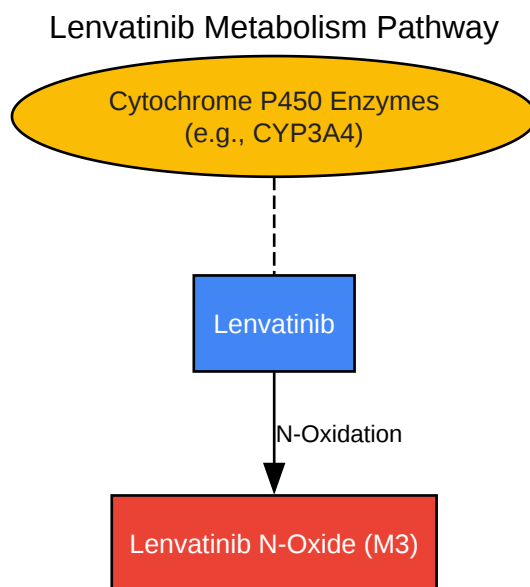 Lenvatinib Metabolism Pathway
Cytochrome P450 Enzymes
(e.g., CYP3A4)
Lenvatinib
N-Oxidation
Lenvatinib N-Oxide (M3)